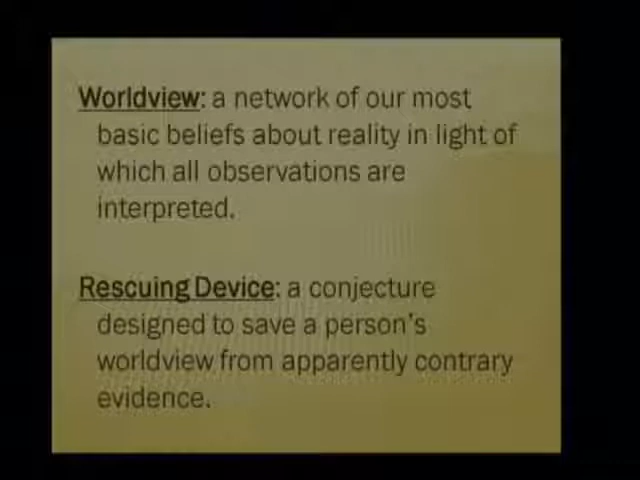 Worldview: a network of our most
basic beliefs about reality in light of
which all observations are
interpreted.
Rescuing Device: a conjecture
designed to save a person's
worldview from apparently contrary
evidence.